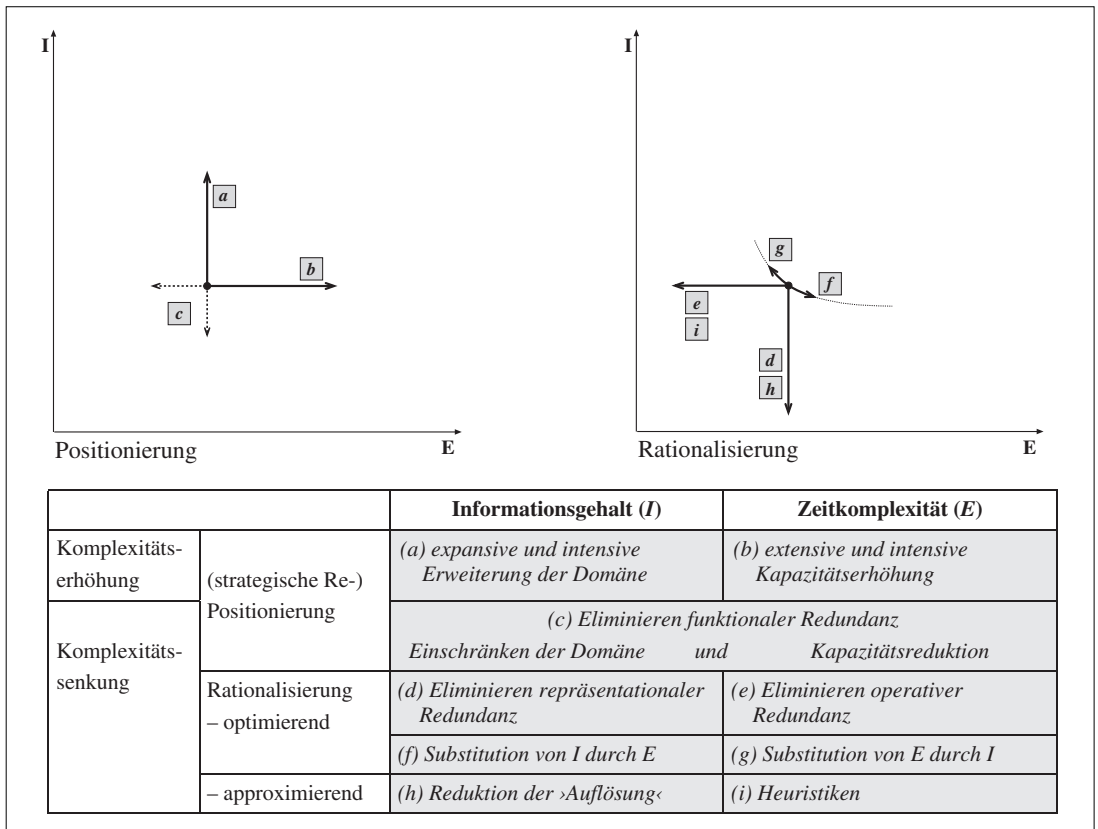 I
a
b
c
E
Positionierung
I
g
f
e
i
d
h
E
Rationalisierung
Informationsgehalt (I)
Zeitkomplexität (E)
Komplexitäts-
erhöhung
(strategische Re-)
Positionierung
(a) expansive und intensive
Erweiterung der Domäne
(b) extensive und intensive
Kapazitätserhöhung
Komplexitäts-
senkung
(c) Eliminieren funktionaler Redundanz
Einschränken der Domäne und Kapazitätsreduktion
Rationalisierung
– optimierend
(d) Eliminieren repräsentationaler
Redundanz
(e) Eliminieren operativer
Redundanz
(f) Substitution von I durch E
(g) Substitution von E durch I
– approximierend
(h) Reduktion der ›Auflösung‹
(i) Heuristiken